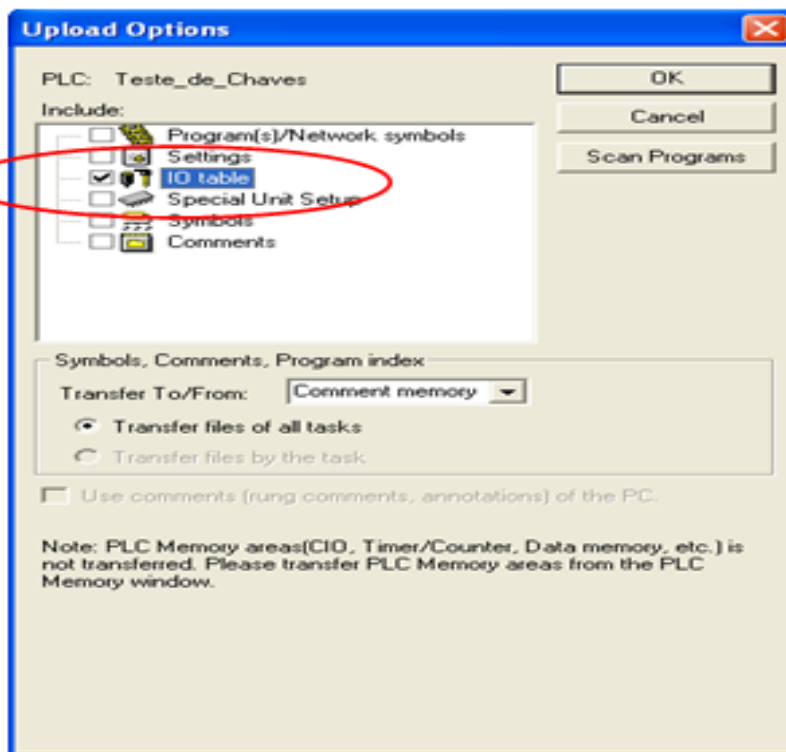 Upload Options
PLC: Teste_de_Chaves
OK
Include:
Cancel
Program(s)/Network symbols
Settings
Scan Programs
IO table
Special Unit Setup
Symbols
Comments
Symbols, Comments, Program index
Transfer To/From: Comment memory
Transfer files of all tasks
Transfer files by the task
Use comments (rung comments, annotations) of the PC.
Note: PLC Memory areas(CIO, Timer/Counter, Data memory, etc.) is
not transferred. Please transfer PLC Memory areas from the PLC
Memory window.